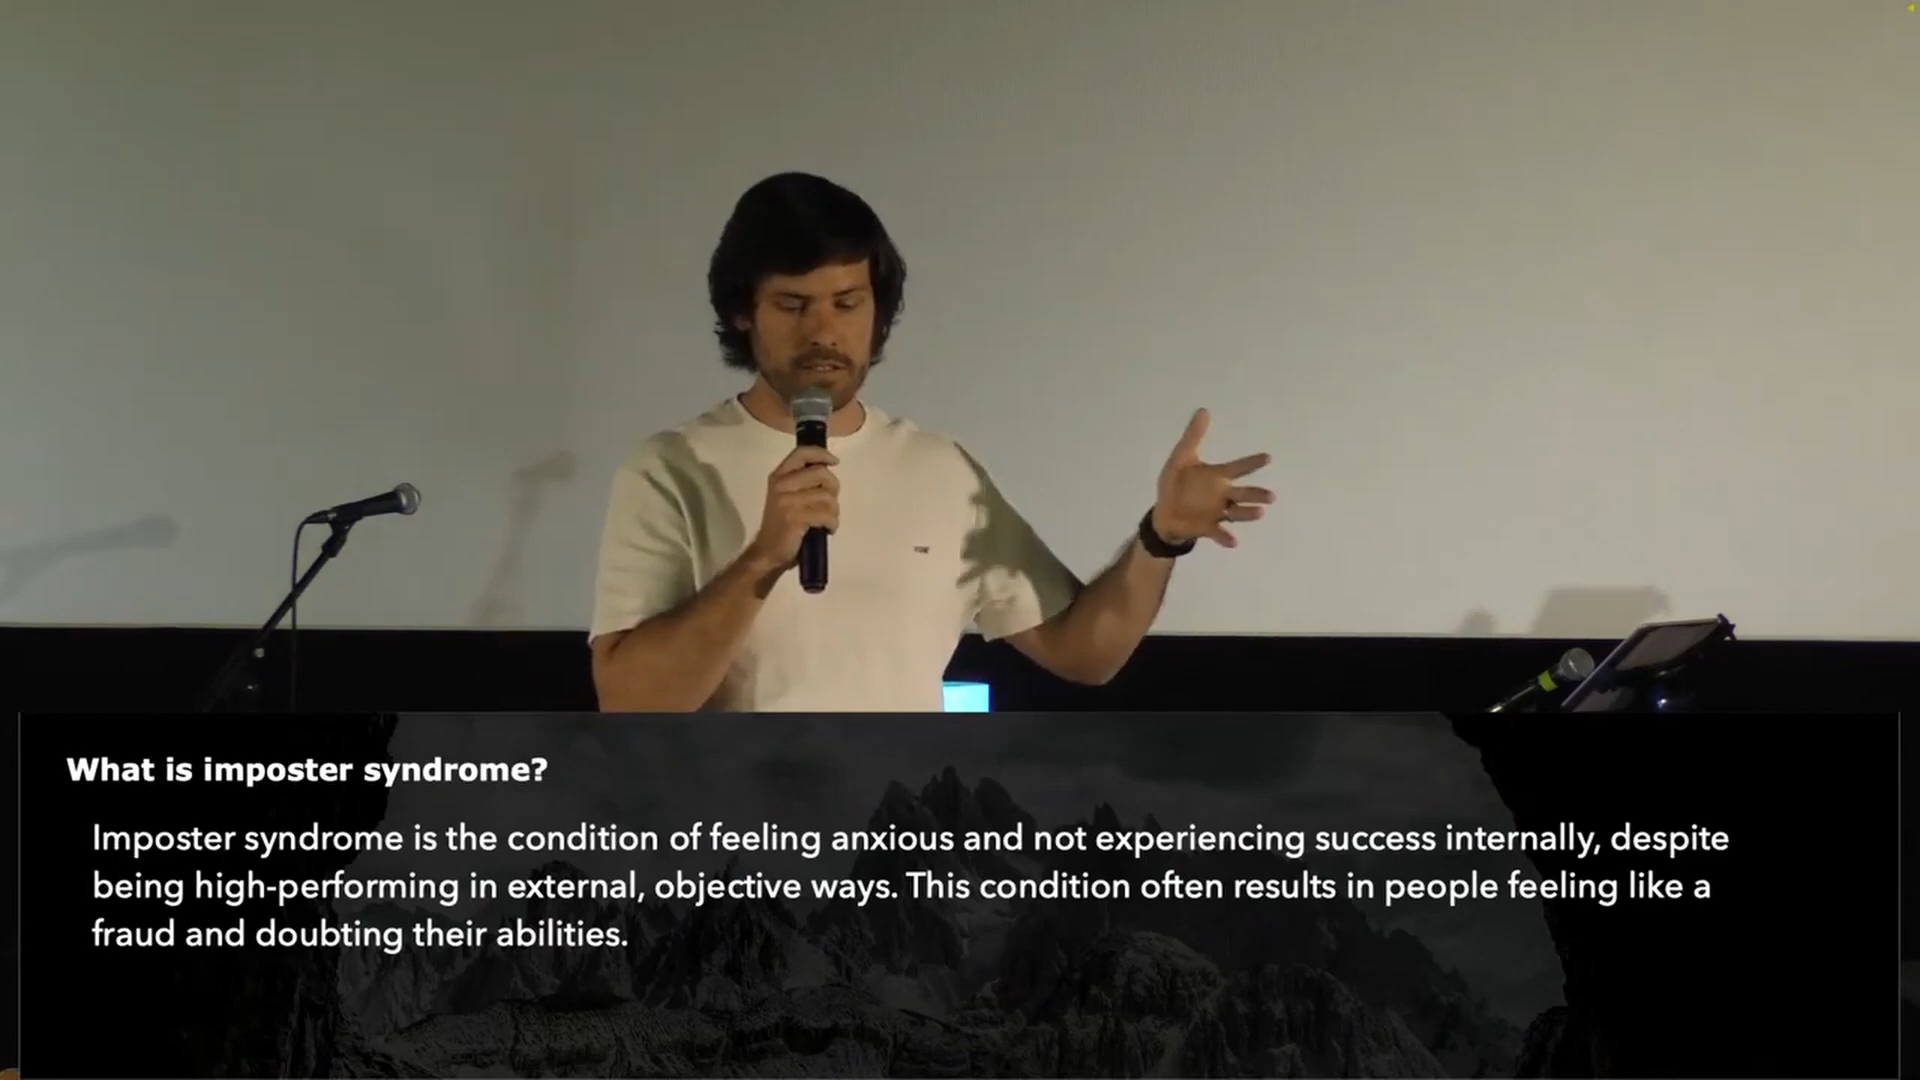 What is imposter syndrome?
Imposter syndrome is the condition of feeling anxious and not experiencing success internally, despite
being high-performing in external, objective ways. This condition often results in people feeling like a
fraud and doubting their abilities.